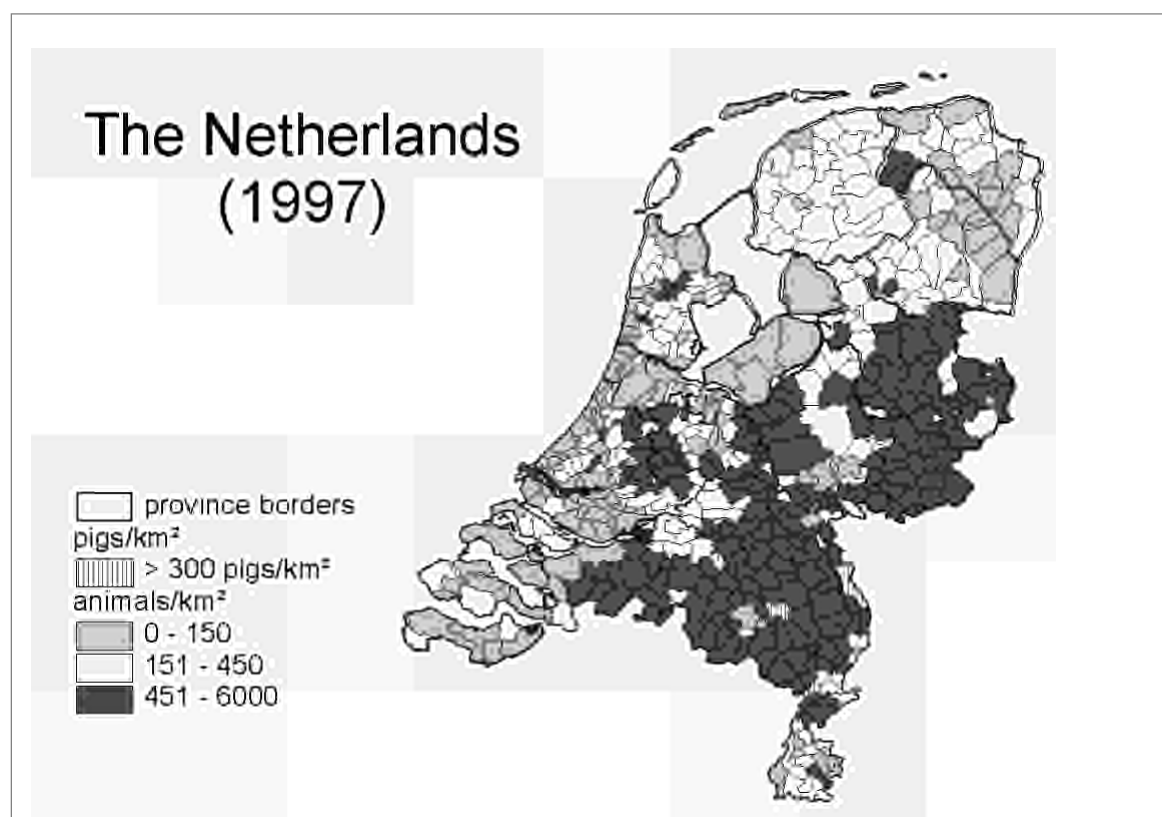 The Netherlands
(1997)
province borders
pigs/km²
> 300 pigs/km²
animals/km²
0 - 150
151 - 450
451 - 6000